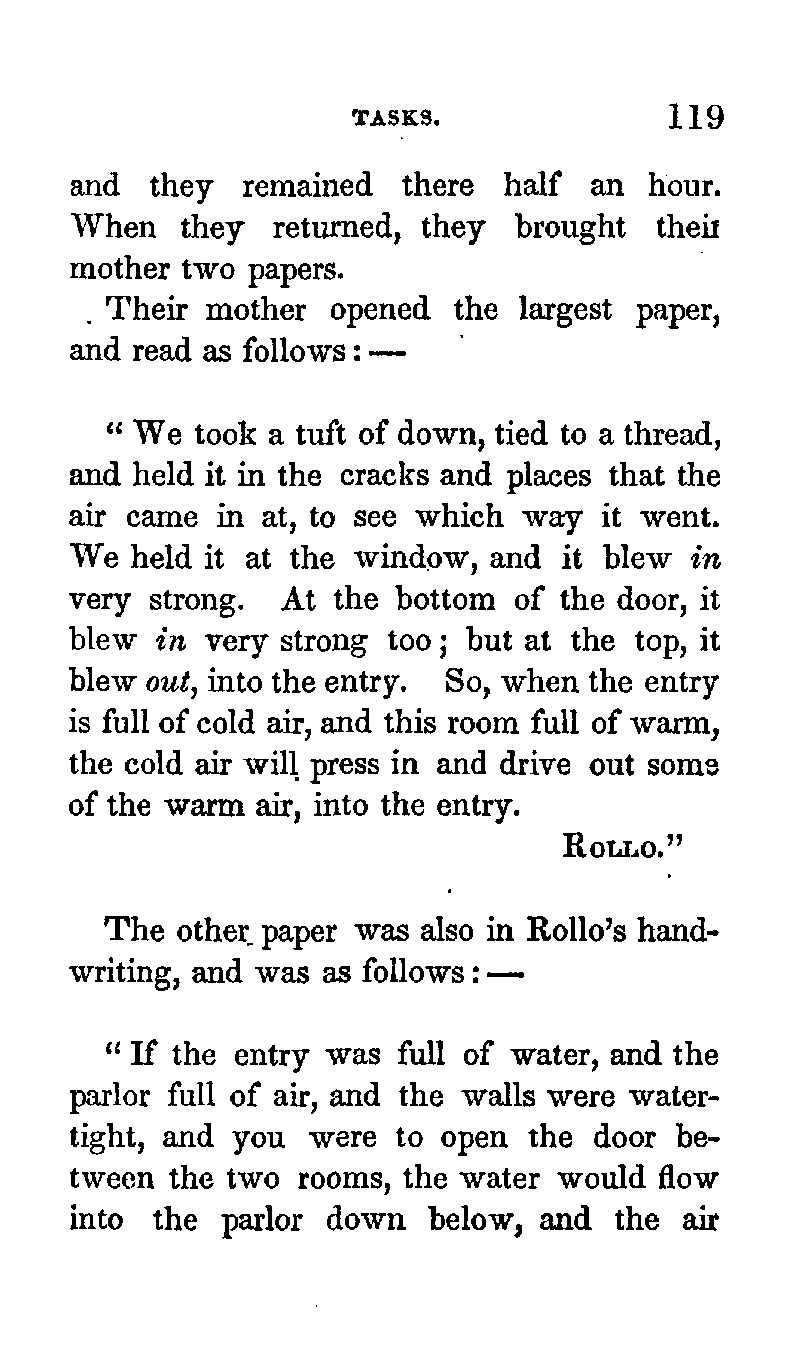 TASKS. 119
and they remained there half an hour.
When they returned, they brought their
mother two papers.
Their mother opened the largest paper,
and read as follows: —
“ We took a tuft of down, tied to a thread,
and held it in the cracks and places that the
air came in at, to see which way it went.
We held it at the window, and it blew in
very strong. At the bottom of the door, it
blew in very strong too; but at the top, it
blew out, into the entry. So, when the entry
is full of cold air, and this room full of warm,
the cold air will press in and drive out some
of the warm air, into the entry.
ROLLO.”
The other paper was also in Rollo’s hand-
writing, and was as follows: —
“ If the entry was full of water, and the
parlor full of air, and the walls were water-
tight, and you were to open the door be-
tween the two rooms, the water would flow
into the parlor down below, and the air